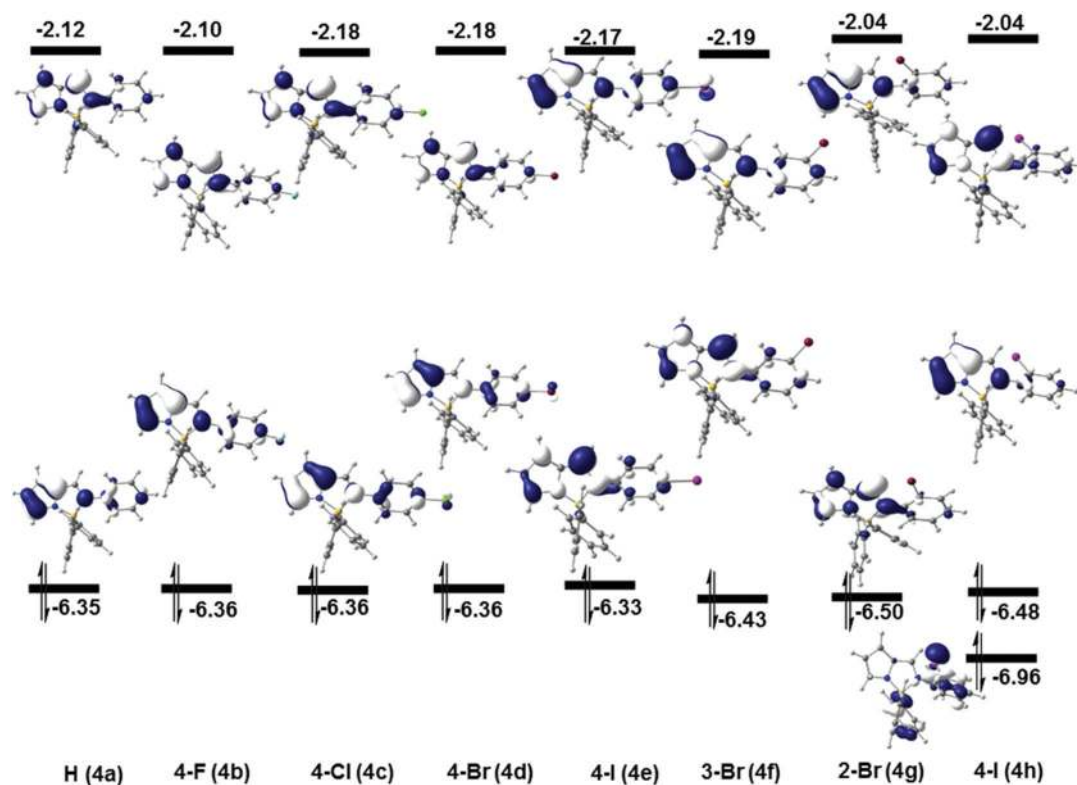 -2.12 -2.10 -2.18 -2.18 -2.17 -2.19 -2.04 -2.04
-6.35 -6.36 -6.36 -6.36 -6.33 -6.43 -6.50 -6.48
-6.96
H (4a) 4-F (4b) 4-Cl (4c) 4-Br (4d) 4-I (4e) 3-Br (4f) 2-Br (4g) 4-I (4h)